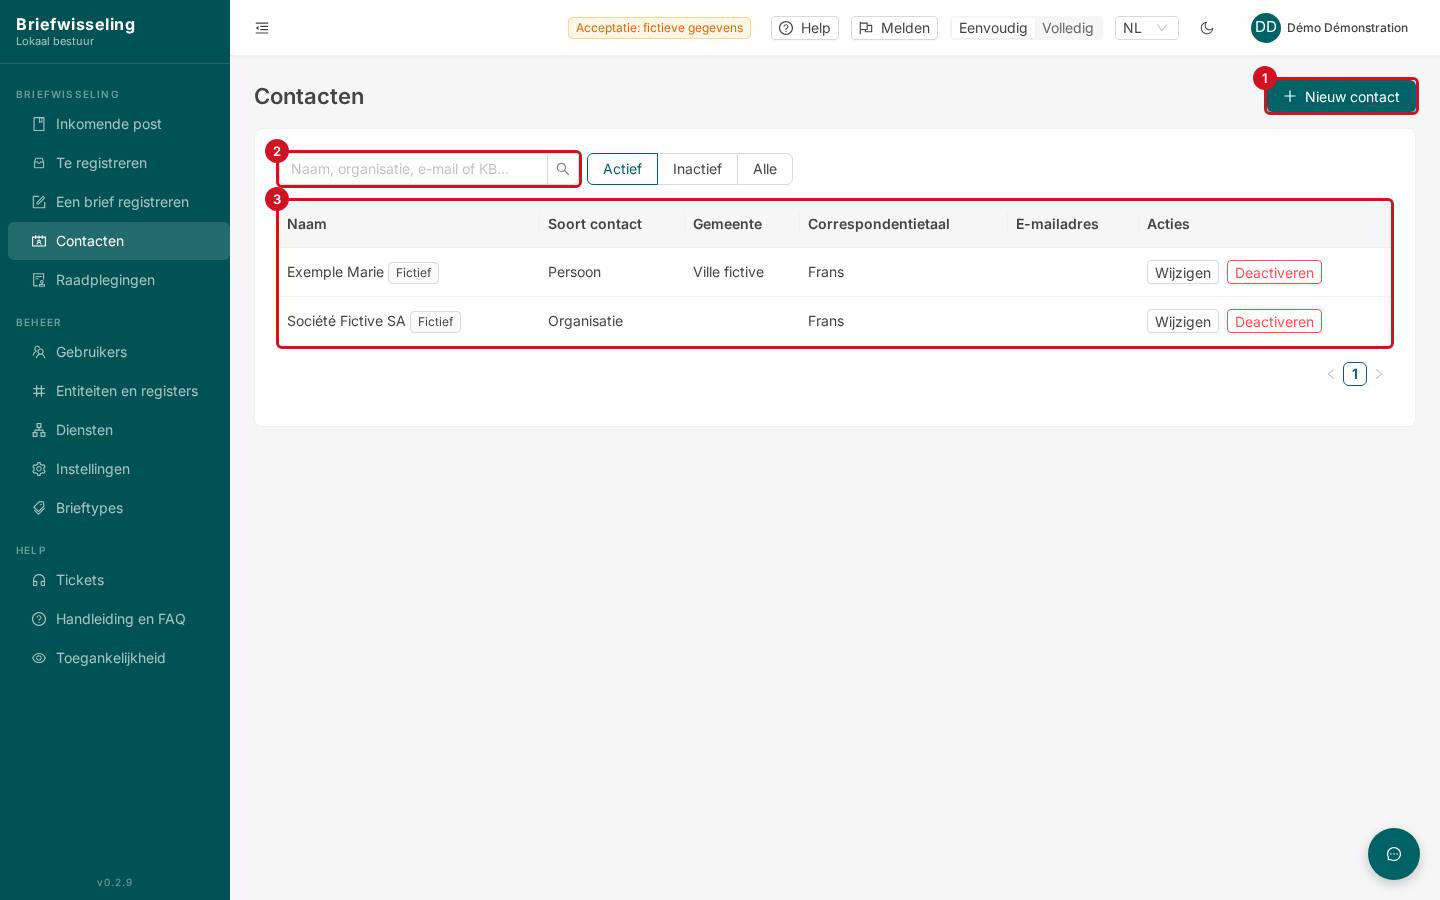 Briefwisseling
Lokaal bestuur
BRIEFWISSELING
Inkomende post
Te registreren
Een brief registreren
Contacten
Raadplegingen
BEHEER
Gebruikers
Entiteiten en registers
Diensten
Instellingen
Brieftypes
HELP
Tickets
Handleiding en FAQ
Toegankelijkheid
v0.2.9
Acceptatie: fictieve gegevens
Help
Melden
Eenvoudig Volledig
NL
DD Démo Démonstration
Contacten
1
+ Nieuw contact
2
Naam, organisatie, e-mail of KB...
Actief Inactief Alle
3
Naam Soort contact Gemeente Correspondentietaal E-mailadres Acties
Exemple Marie Fictief Persoon Ville fictive Frans Wijzigen Deactiveren
Société Fictive SA Fictief Organisatie Frans Wijzigen Deactiveren
< 1 >